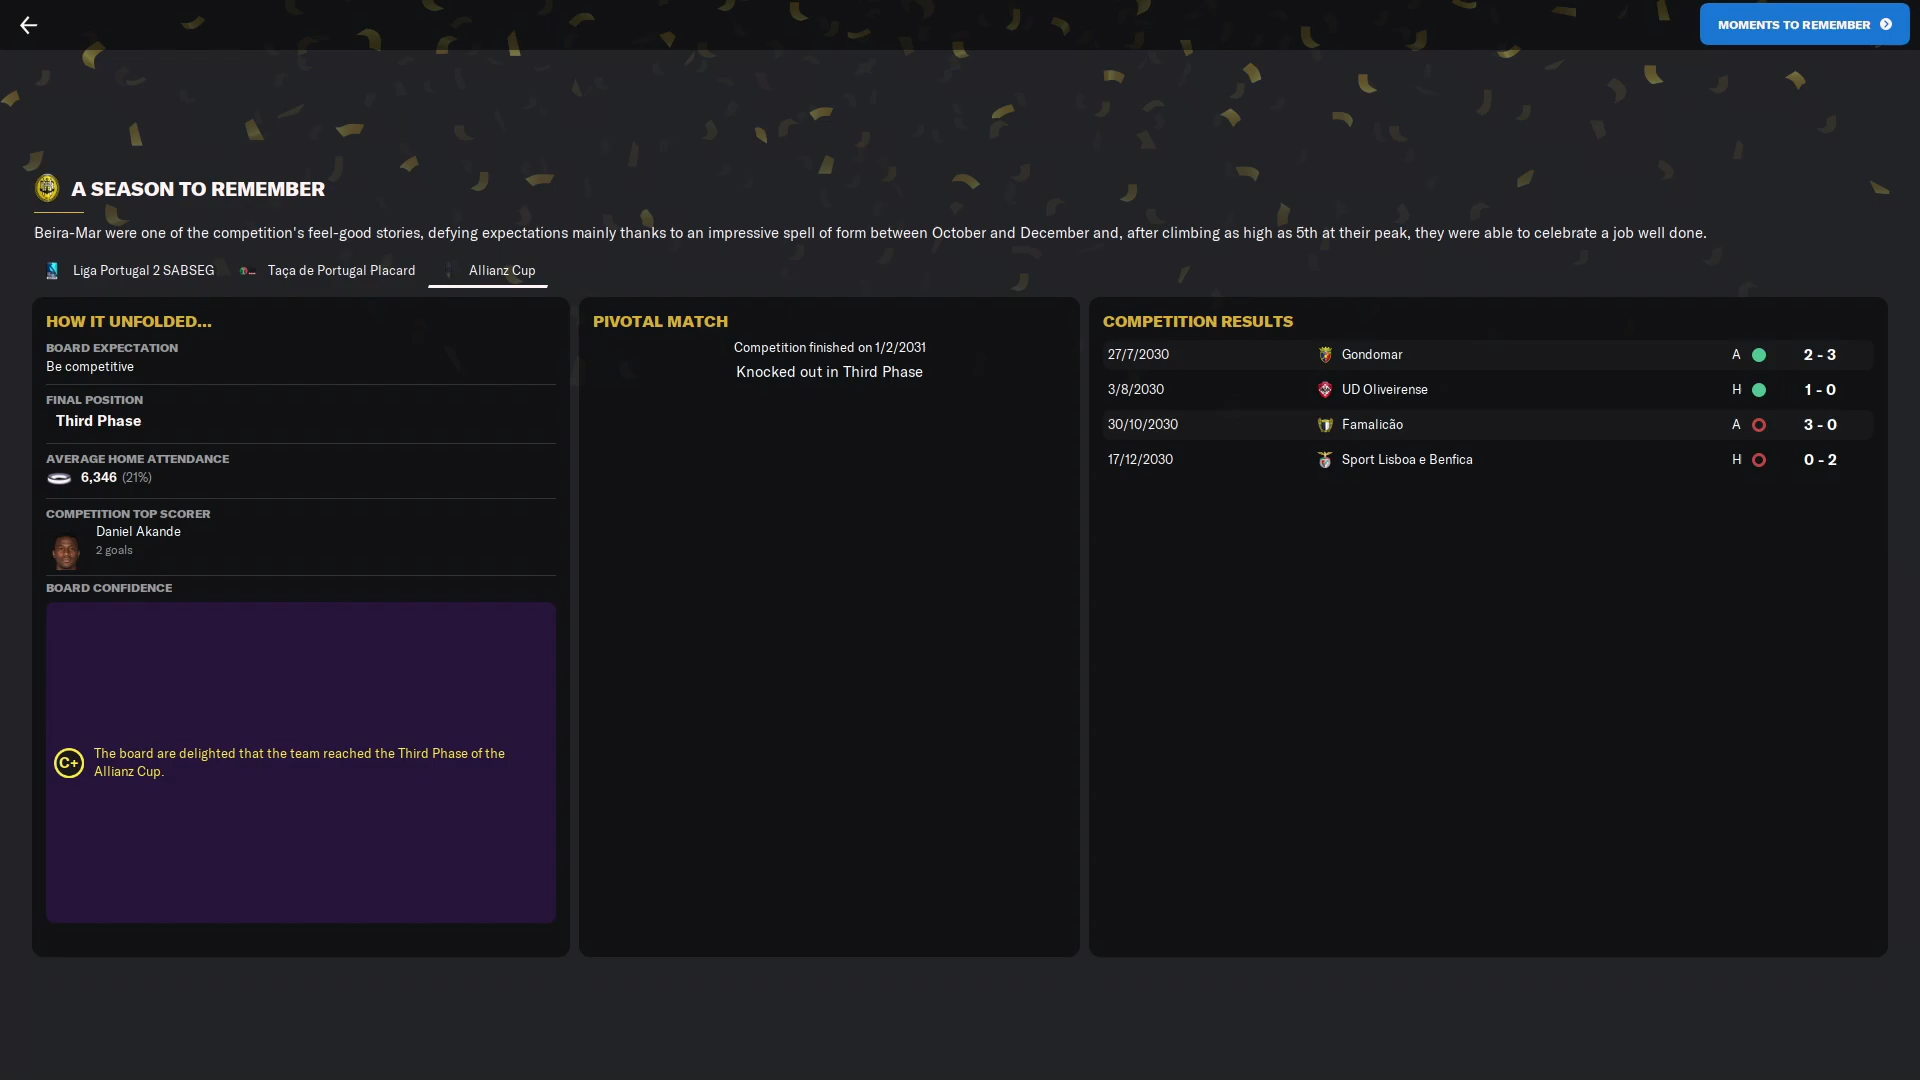 MOMENTS TO REMEMBER
A SEASON TO REMEMBER
Beira-Mar were one of the competition's feel-good stories, defying expectations mainly thanks to an impressive spell of form between October and December and, after climbing as high as 5th at their peak, they were able to celebrate a job well done.
Liga Portugal 2 SABSEG Taça de Portugal Placard Allianz Cup
HOW IT UNFOLDED...
BOARD EXPECTATION
Be competitive
FINAL POSITION
Third Phase
AVERAGE HOME ATTENDANCE
6,346 (21%)
COMPETITION TOP SCORER
Daniel Akande
2 goals
BOARD CONFIDENCE
C+
The board are delighted that the team reached the Third Phase of the
Allianz Cup.
PIVOTAL MATCH
Competition finished on 1/2/2031
Knocked out in Third Phase
COMPETITION RESULTS
27/7/2030 Gondomar A 2 - 3
3/8/2030 UD Oliveirense H 1 - 0
30/10/2030 Famalicão A 3 - 0
17/12/2030 Sport Lisboa e Benfica H 0 - 2